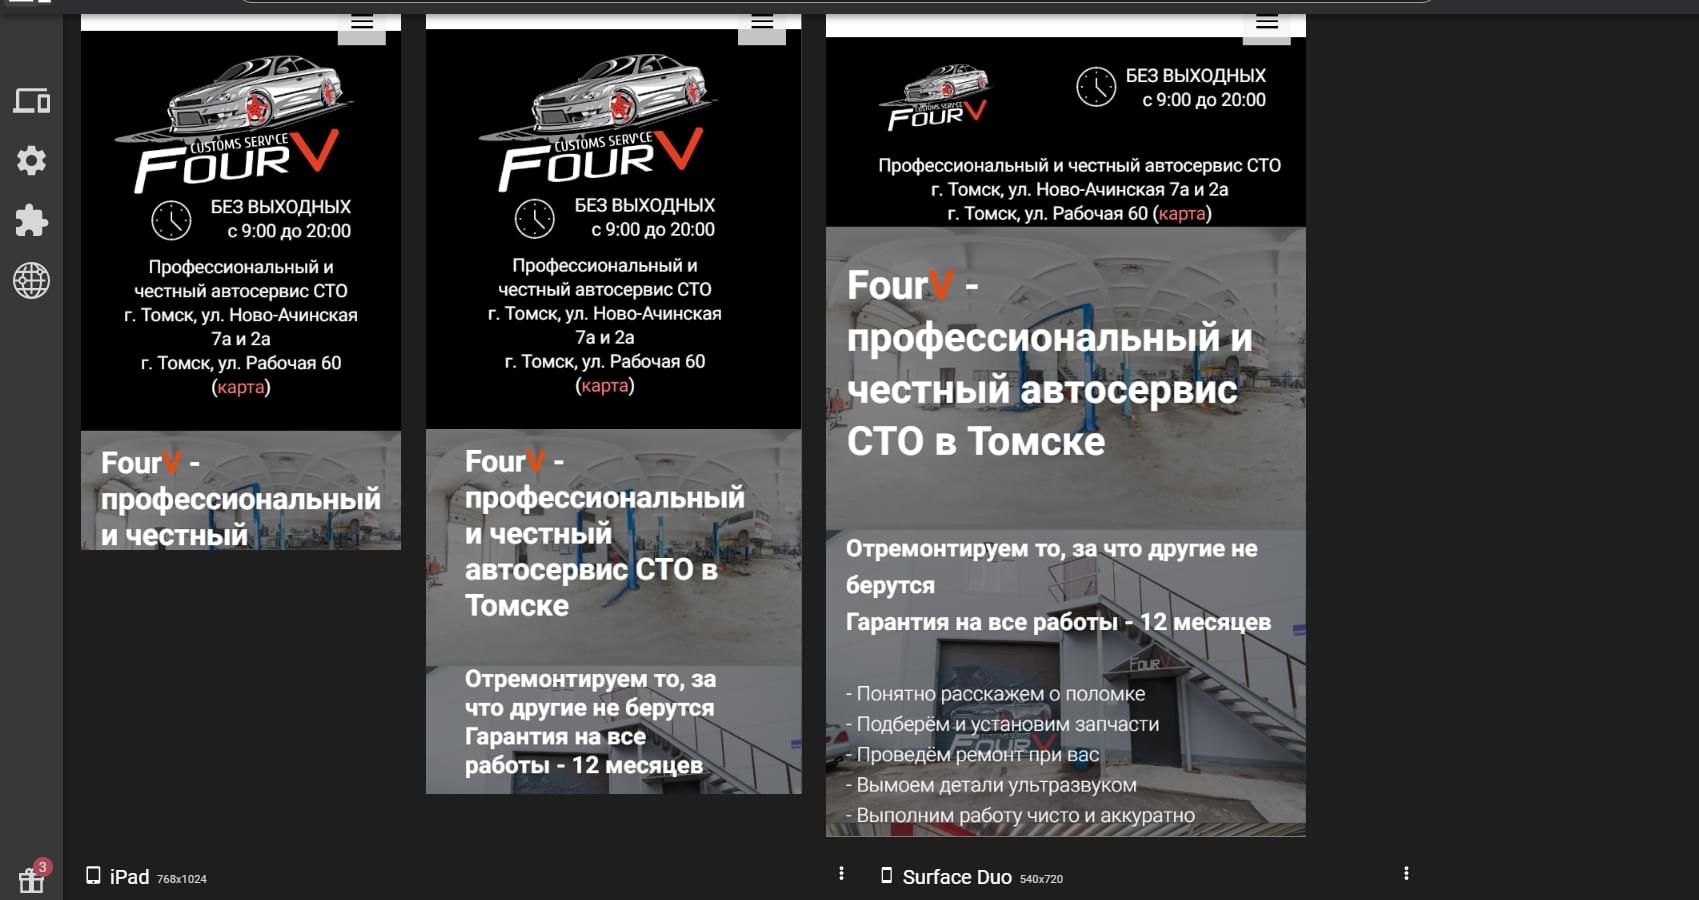 CUSTOMS SERVICE
FOURV
БЕЗ ВЫХОДНЫХ
с 9:00 до 20:00
Профессиональный и
честный автосервис СТО
г. Томск, ул. Ново-Ачинская
7а и 2а
г. Томск, ул. Рабочая 60
(карта)
FourV -
профессиональный
и честный
CUSTOMS SERVICE
FOURV
БЕЗ ВЫХОДНЫХ
с 9:00 до 20:00
Профессиональный и
честный автосервис СТО
г. Томск, ул. Ново-Ачинская
7а и 2а
г. Томск, ул. Рабочая 60
(карта)
FourV -
профессиональный
и честный
автосервис СТО в
Томске
Отремонтируем то, за
что другие не берутся
Гарантия на все
работы - 12 месяцев
CUSTOMS SERVICE
FOURV
БЕЗ ВЫХОДНЫХ
с 9:00 до 20:00
Профессиональный и честный автосервис СТО
г. Томск, ул. Ново-Ачинская 7а и 2а
г. Томск, ул. Рабочая 60 (карта)
FourV -
профессиональный и
честный автосервис
СТО в Томске
Отремонтируем то, за что другие не
берутся
Гарантия на все работы - 12 месяцев
FOURV
- Понятно расскажем о поломке
- Подберём и установим запчасти
- Проведём ремонт при вас
- Вымоем детали ультразвуком
- Выполним работу чисто и аккуратно
FOURV
3
iPad 768x1024
Surface Duo 540x720